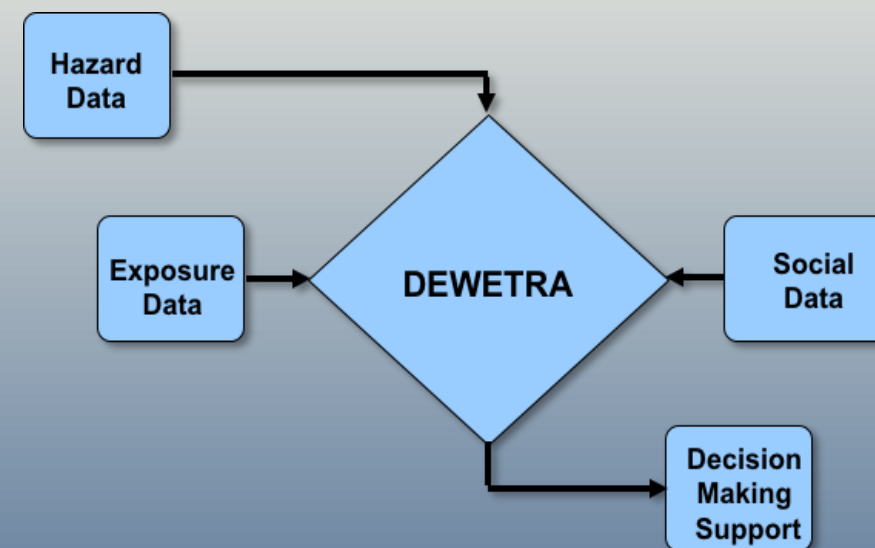 Hazard
Data
Exposure
Data
DEWETRA
Social
Data
Decision
Making
Support